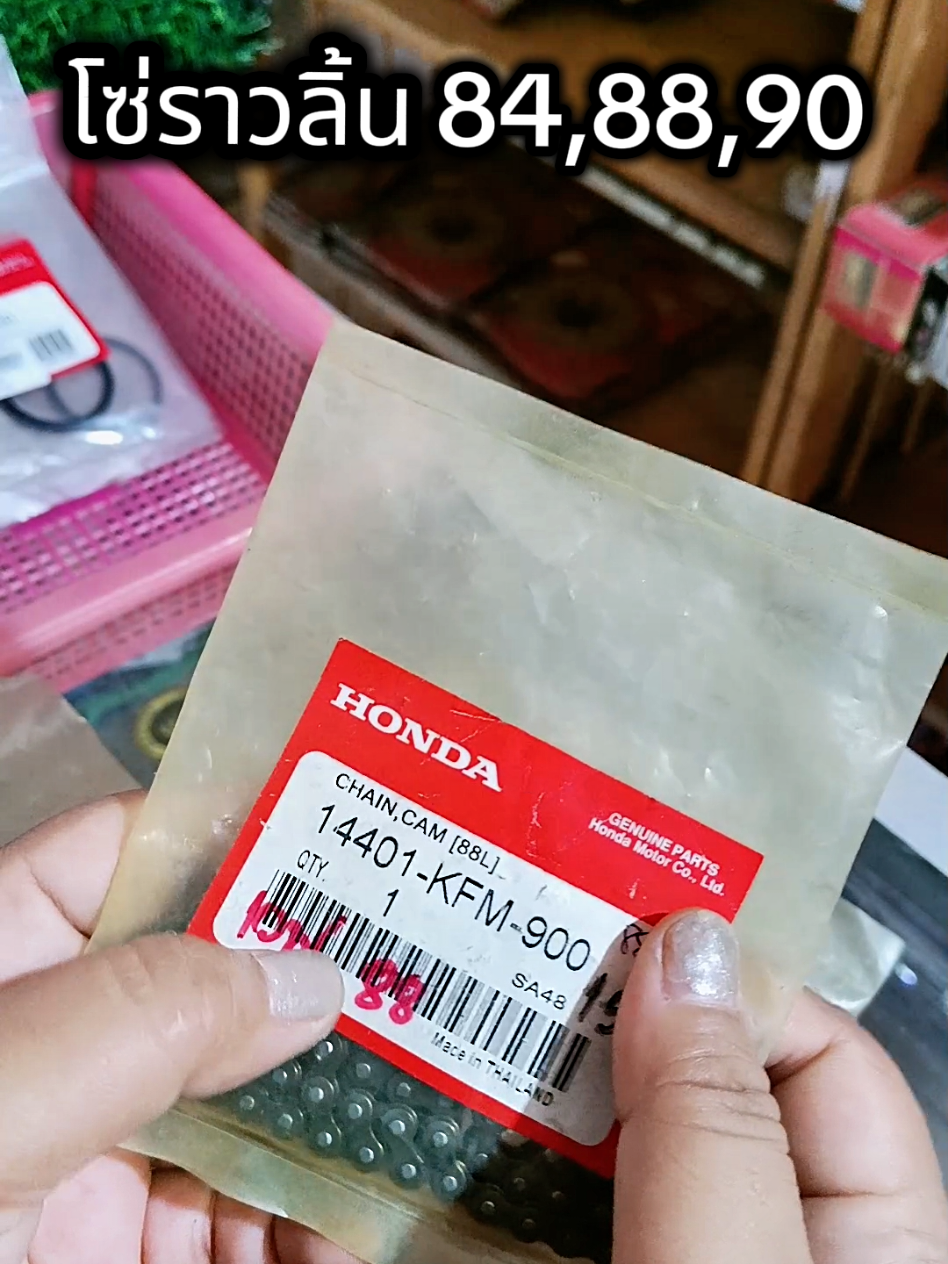 โซ่ราวลิ้น 84,88,90
HONDA
GENUINE PARTS
Honda Motor Co., Ltd.
CHAIN,CAM [88L]
14401-KFM-900
QTY.
1
SA48
88
Made in THAILAND